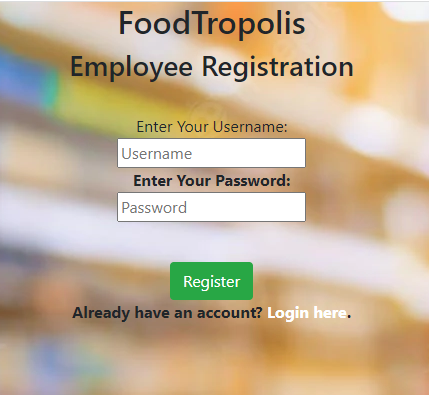 FoodTropolis
Employee Registration
Enter Your Username:
Username
Enter Your Password:
Password
Register
Already have an account? Login here.